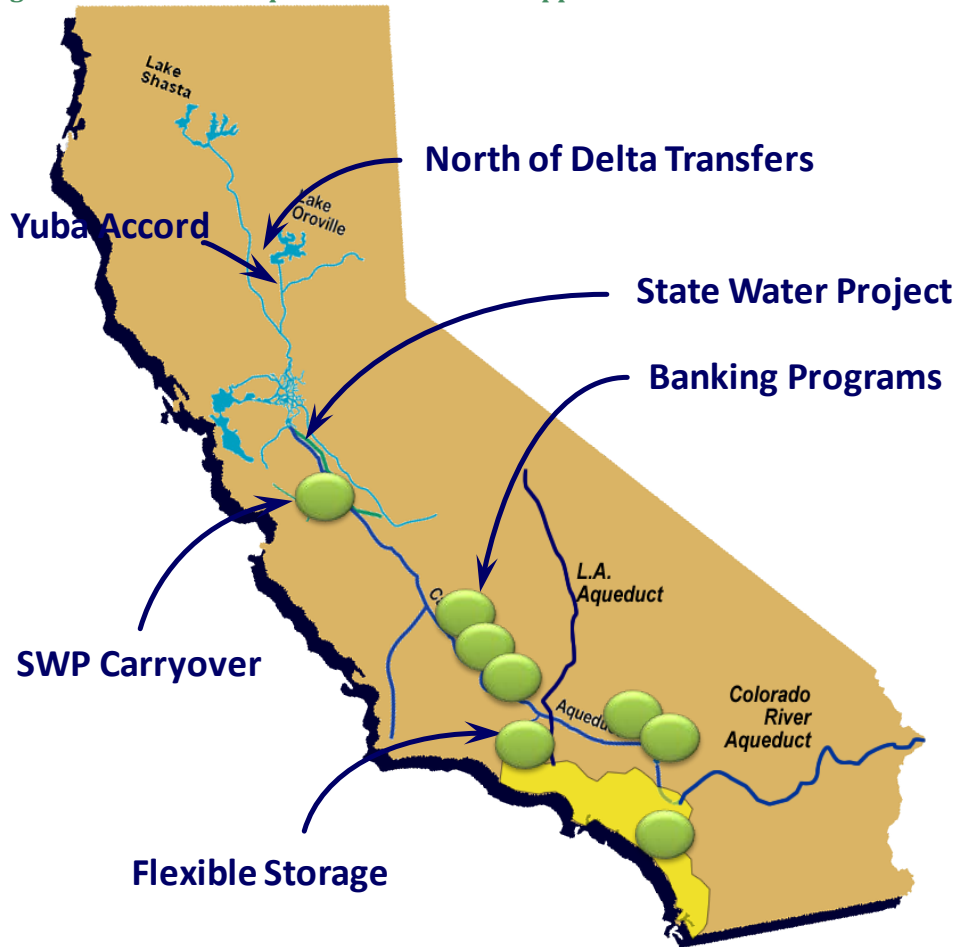 Lake
Shasta
North of Delta Transfers
Lake
Oroville
Yuba Accord
State Water Project
Banking Programs
L.A.
Aqueduct
SWP Carryover
Colorado
River
Aqueduct
Flexible Storage